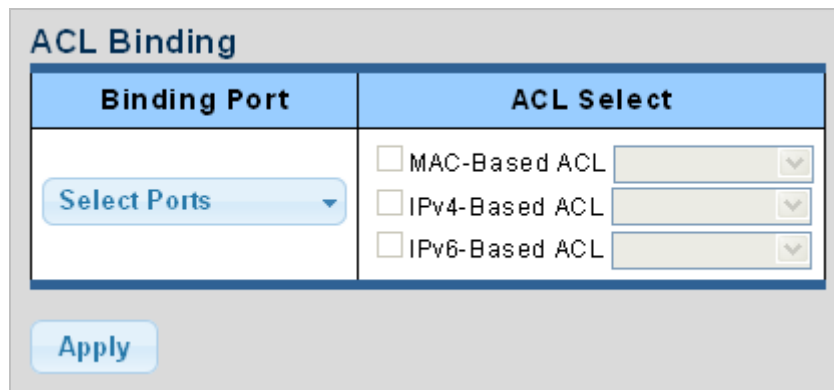 ACL Binding
Binding Port
ACL Select
Select Ports
MAC-Based ACL
IPv4-Based ACL
IPv6-Based ACL
Apply